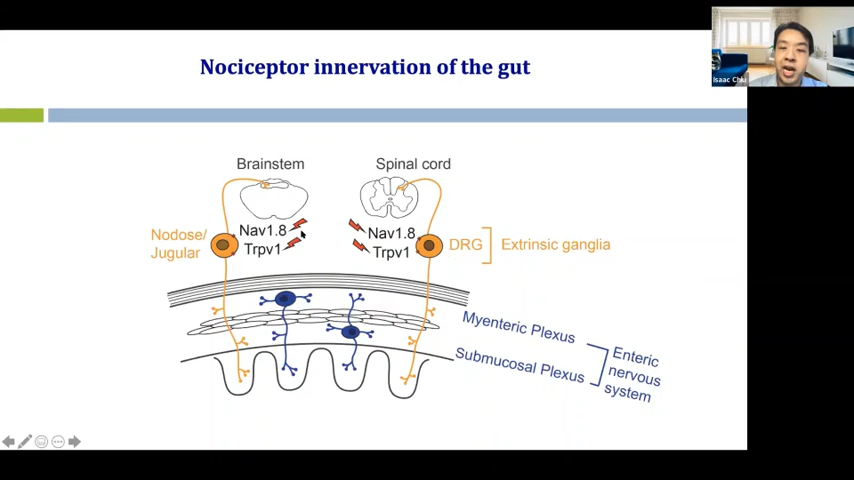 Nociceptor innervation of the gut
Isaac Chiu
Brainstem
Spinal cord
Nav1.8
Trpv1
Nav1.8
Trpv1
Nodose/
Jugular
DRG
Extrinsic ganglia
Myenteric Plexus
Submucosal Plexus
Enteric
nervous
system